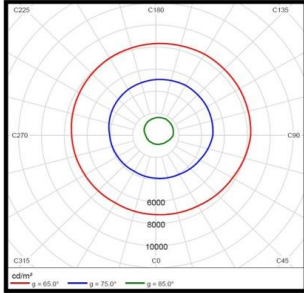 C225 C180 C135
C270 C90
6000
8000
10000
C315 C0 C45
cd/m²
g = 65.0° g = 75.0° g = 85.0°